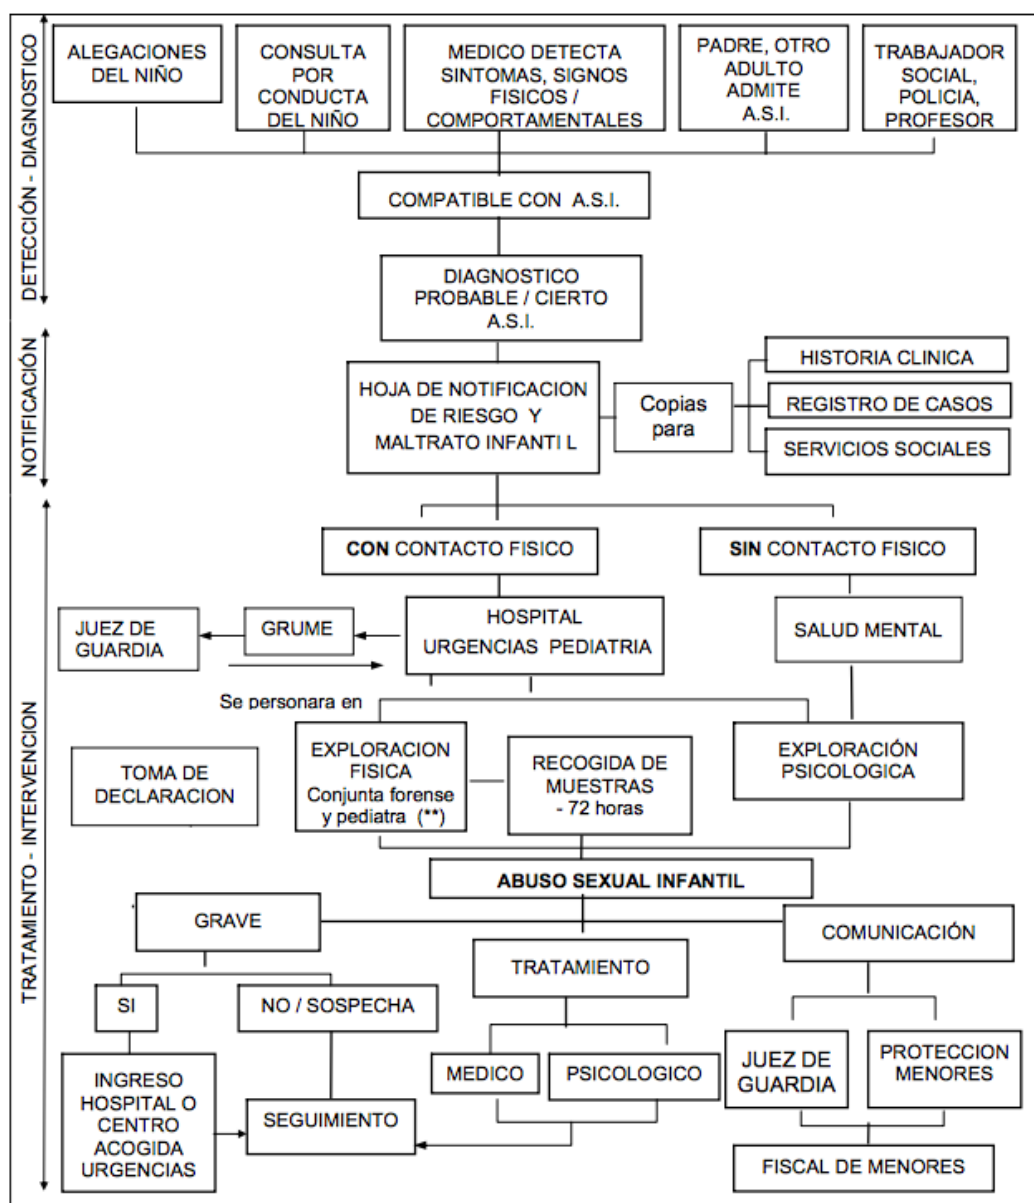 DETECCIÓN - DIAGNOSTICO
ALEGACIONES
DEL NIÑO
CONSULTA
POR
CONDUCTA
DEL NIÑO
MEDICO DETECTA
SINTOMAS, SIGNOS
FISICOS /
COMPORTAMENTALES
PADRE, OTRO
ADULTO
ADMITE
A.S.I.
TRABAJADOR
SOCIAL,
POLICIA,
PROFESOR
COMPATIBLE CON A.S.I.
DIAGNOSTICO
PROBABLE / CIERTO
A.S.I.
NOTIFICACIÓN
HOJA DE NOTIFICACION
DE RIESGO Y
MALTRATO INFANTI L
Copias
para
HISTORIA CLINICA
REGISTRO DE CASOS
SERVICIOS SOCIALES
TRATAMIENTO - INTERVENCION
CON CONTACTO FISICO
SIN CONTACTO FISICO
JUEZ DE
GUARDIA
GRUME
HOSPITAL
URGENCIAS PEDIATRIA
SALUD MENTAL
Se personara en
TOMA DE
DECLARACION
EXPLORACION
FISICA
Conjunta forense
y pediatra (**)
RECOGIDA DE
MUESTRAS
- 72 horas
EXPLORACIÓN
PSICOLOGICA
ABUSO SEXUAL INFANTIL
GRAVE
TRATAMIENTO
COMUNICACIÓN
SI
NO / SOSPECHA
MEDICO
PSICOLOGICO
JUEZ DE
GUARDIA
PROTECCION
MENORES
INGRESO
HOSPITAL O
CENTRO
ACOGIDA
URGENCIAS
SEGUIMIENTO
FISCAL DE MENORES